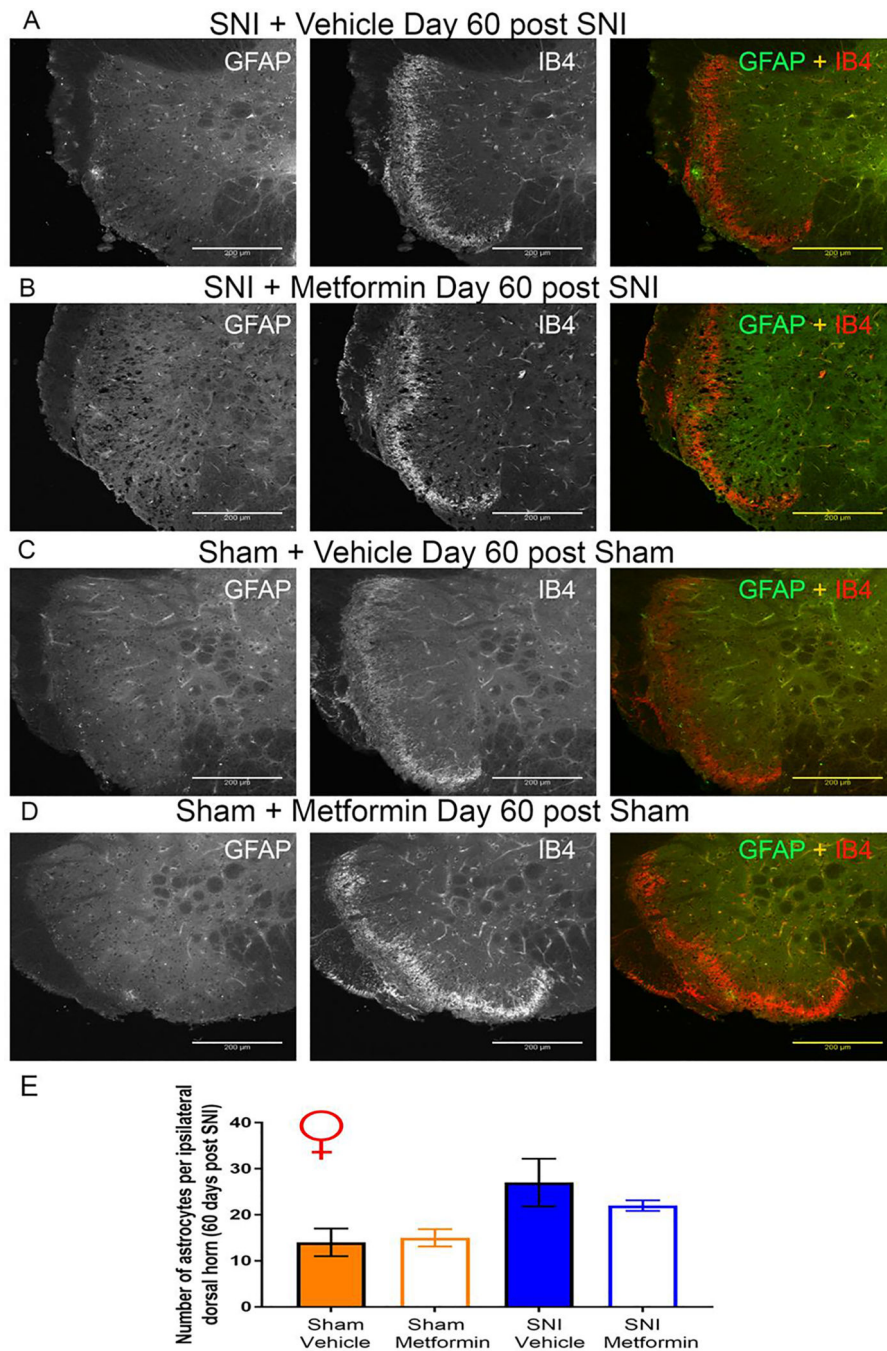 A
SNI + Vehicle Day 60 post SNI
GFAP
IB4
GFAP + IB4
200 µm
200 µm
200 µm
B
SNI + Metformin Day 60 post SNI
GFAP
IB4
GFAP + IB4
200 µm
200 µm
200 µm
C
Sham + Vehicle Day 60 post Sham
GFAP
IB4
GFAP + IB4
200 µm
200 µm
200 µm
D
Sham + Metformin Day 60 post Sham
GFAP
IB4
GFAP + IB4
200 µm
200 µm
200 µm
E
Number of astrocytes per ipsilateral
dorsal horn (60 days post SNI)
40
30
20
10
0
♀
Sham
Vehicle
Sham
Metformin
SNI
Vehicle
SNI
Metformin